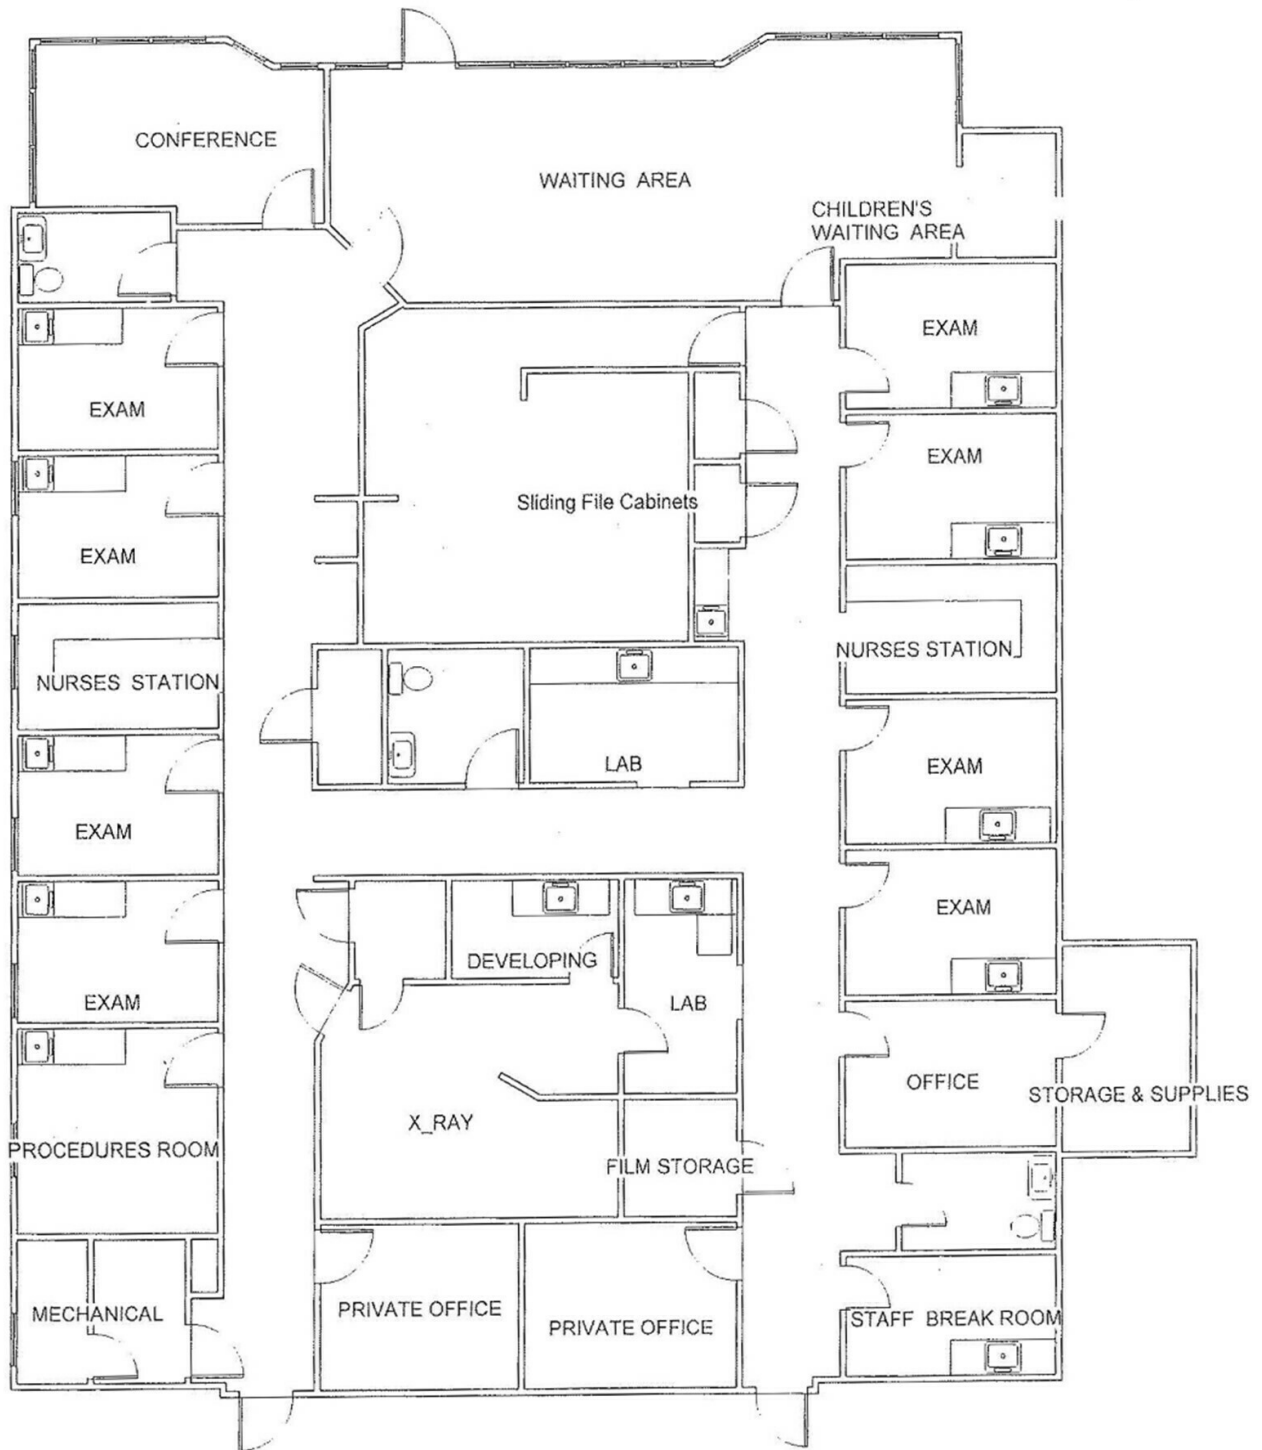 CONFERENCE
WAITING AREA
CHILDREN'S
WAITING AREA
EXAM
EXAM
EXAM
Sliding File Cabinets
EXAM
NURSES STATION
NURSES STATION
LAB
EXAM
EXAM
EXAM
DEVELOPING
EXAM
LAB
OFFICE
STORAGE & SUPPLIES
X_RAY
PROCEDURES ROOM
FILM STORAGE
MECHANICAL
PRIVATE OFFICE
PRIVATE OFFICE
STAFF BREAK ROOM